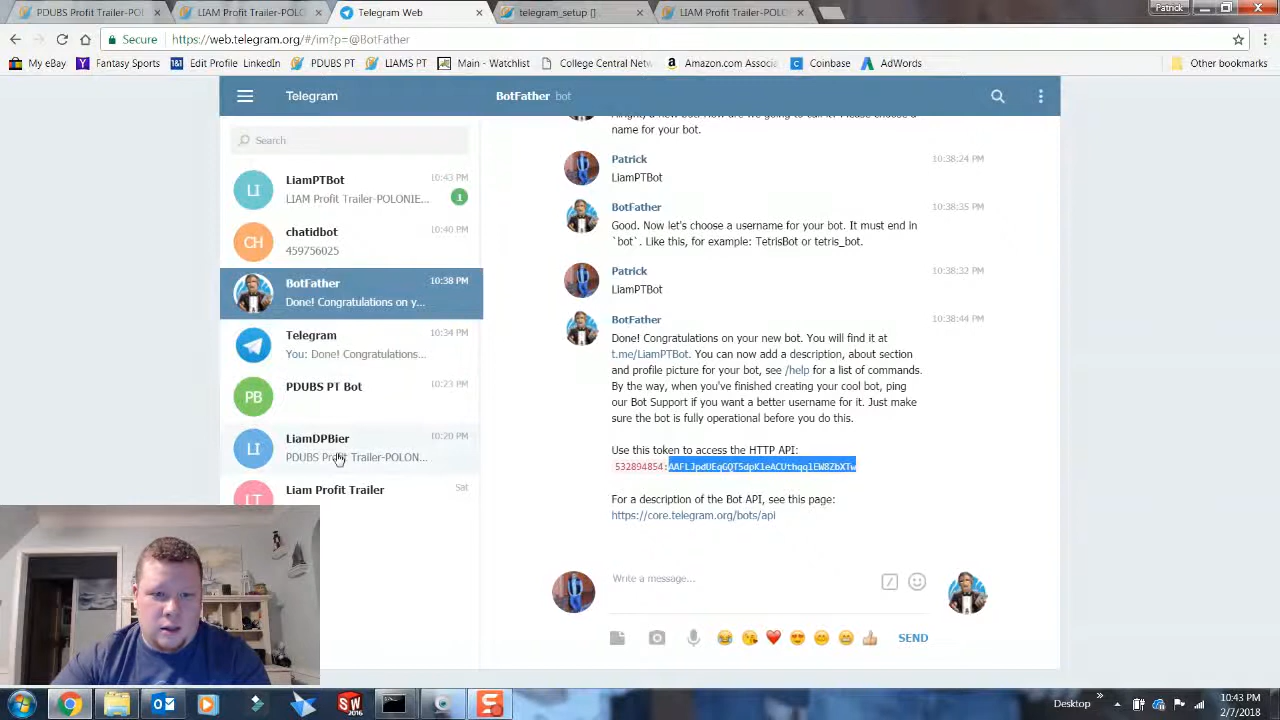 Patrick
PDUBS Profit Trailer-POL
LIAM Profit Trailer-POLO
Telegram Web
telegram_setup []
LIAM Profit Trailer-POLO
Secure
https://web.telegram.org/#/im?p=@BotFather
My eBay
Fantasy Sports
Edit Profile LinkedIn
PDUBS PT
LIAMS PT
Main - Watchlist
College Central Netw
Amazon.com Associa
Coinbase
AdWords
Other bookmarks
Telegram
BotFather bot
Search
LiamPTBot
10:43 PM
LIAM Profit Trailer-POLONIE...
1
chatidbot
10:40 PM
459756025
BotFather
10:38 PM
Done! Congratulations on y...
Telegram
10:34 PM
You: Done! Congratulations...
PDUBS PT Bot
10:23 PM
LiamDPBier
10:20 PM
PDUBS Profit Trailer-POLON...
Liam Profit Trailer
Sat
name for your bot.
Patrick
10:38:24 PM
LiamPTBot
BotFather
10:38:35 PM
Good. Now let's choose a username for your bot. It must end in
`bot`. Like this, for example: TetrisBot or tetris_bot.
Patrick
10:38:32 PM
LiamPTBot
BotFather
10:38:44 PM
Done! Congratulations on your new bot. You will find it at
t.me/LiamPTBot. You can now add a description, about section
and profile picture for your bot, see /help for a list of commands.
By the way, when you've finished creating your cool bot, ping
our Bot Support if you want a better username for it. Just make
sure the bot is fully operational before you do this.
Use this token to access the HTTP API:
For a description of the Bot API, see this page:
https://core.telegram.org/bots/api
Write a message...
SEND
LI
CH
PB
LI
LT
Desktop
10:43 PM
2/7/2018